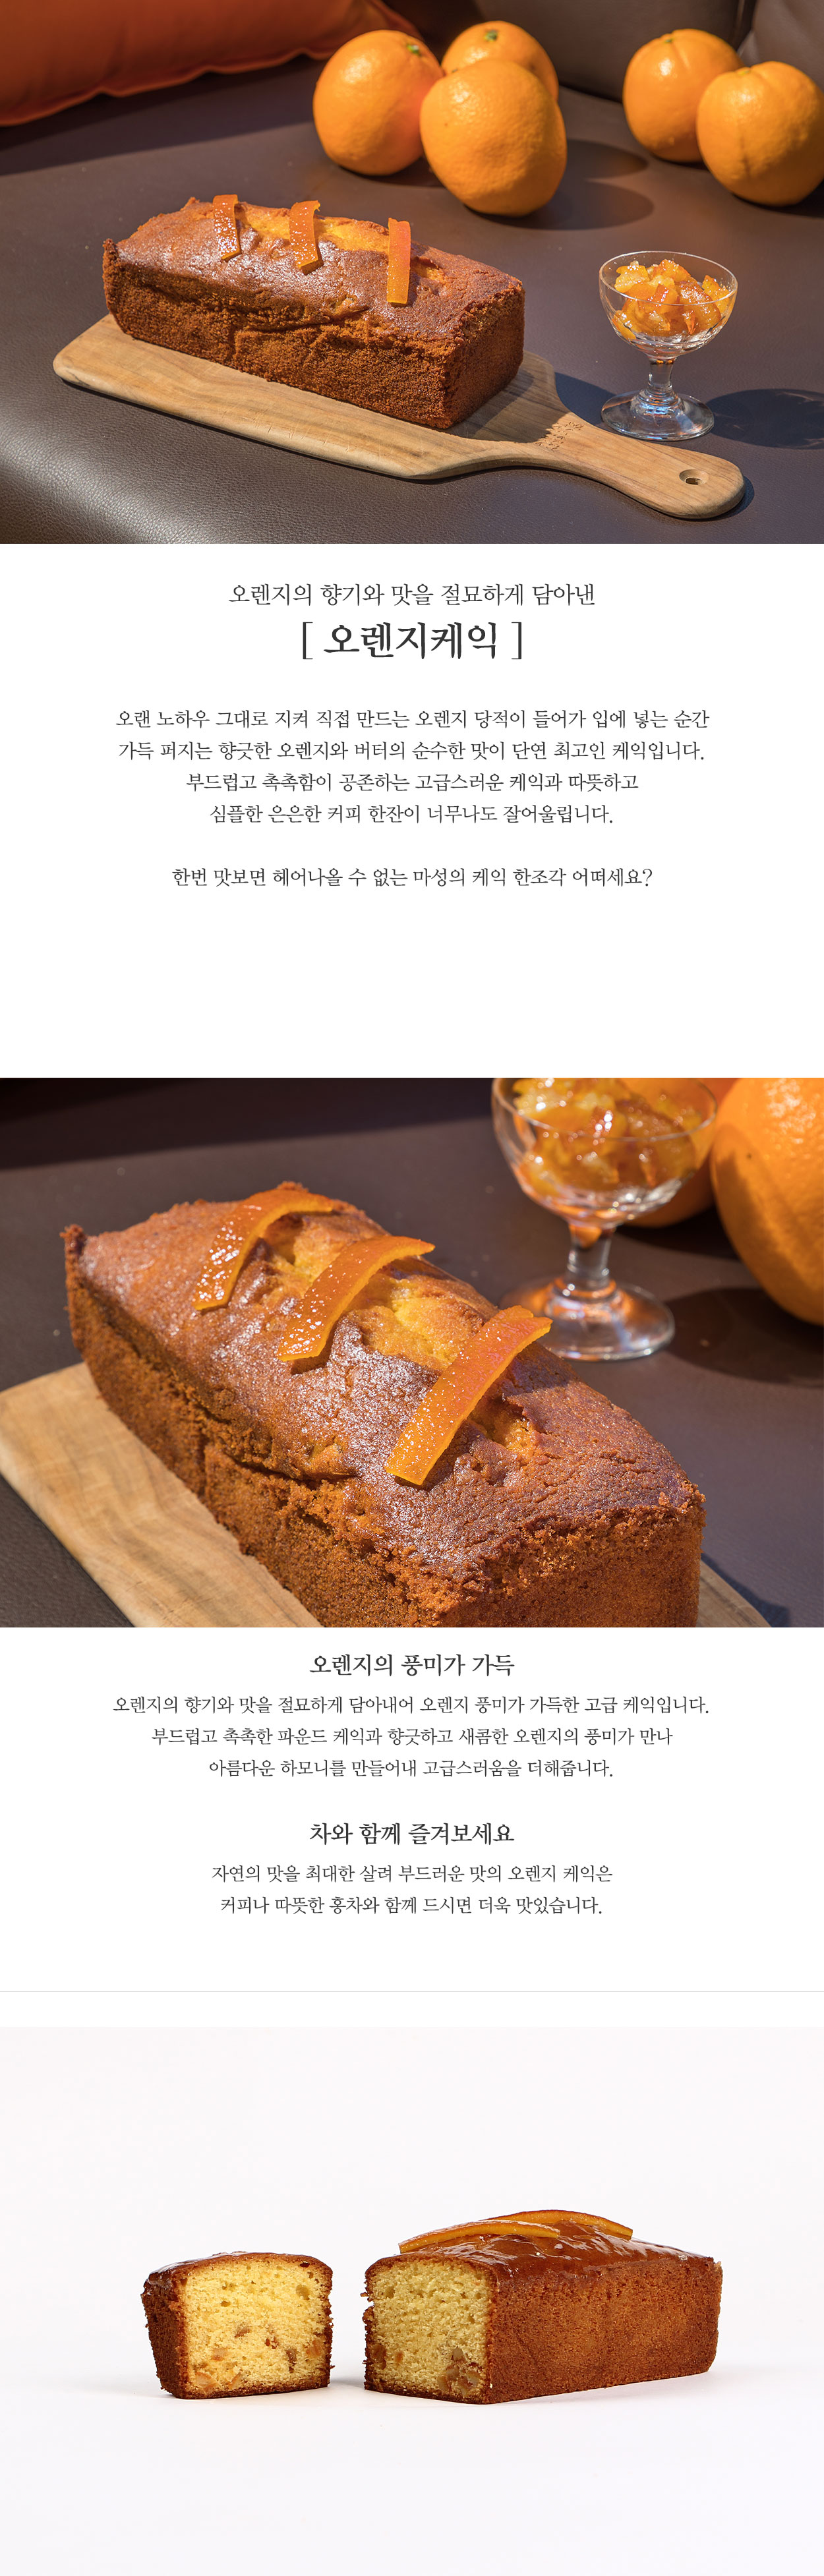 오렌지의 향기와 맛을 절묘하게 담아낸
[ 오렌지케익 ]
오랜 노하우 그대로 지켜 직접 만드는 오렌지 당적이 들어가 입에 넣는 순간
가득 퍼지는 향긋한 오렌지와 버터의 순수한 맛이 단연 최고인 케익입니다.
부드럽고 촉촉함이 공존하는 고급스러운 케익과 따뜻하고
심플한 은은한 커피 한잔이 너무나도 잘어울립니다.
한번 맛보면 헤어나올 수 없는 마성의 케익 한조각 어떠세요?
오렌지의 풍미가 가득
오렌지의 향기와 맛을 절묘하게 담아내어 오렌지 풍미가 가득한 고급 케익입니다.
부드럽고 촉촉한 파운드 케익과 향긋하고 새콤한 오렌지의 풍미가 만나
아름다운 하모니를 만들어내 고급스러움을 더해줍니다.
차와 함께 즐겨보세요
자연의 맛을 최대한 살려 부드러운 맛의 오렌지 케익은
커피나 따뜻한 홍차와 함께 드시면 더욱 맛있습니다.